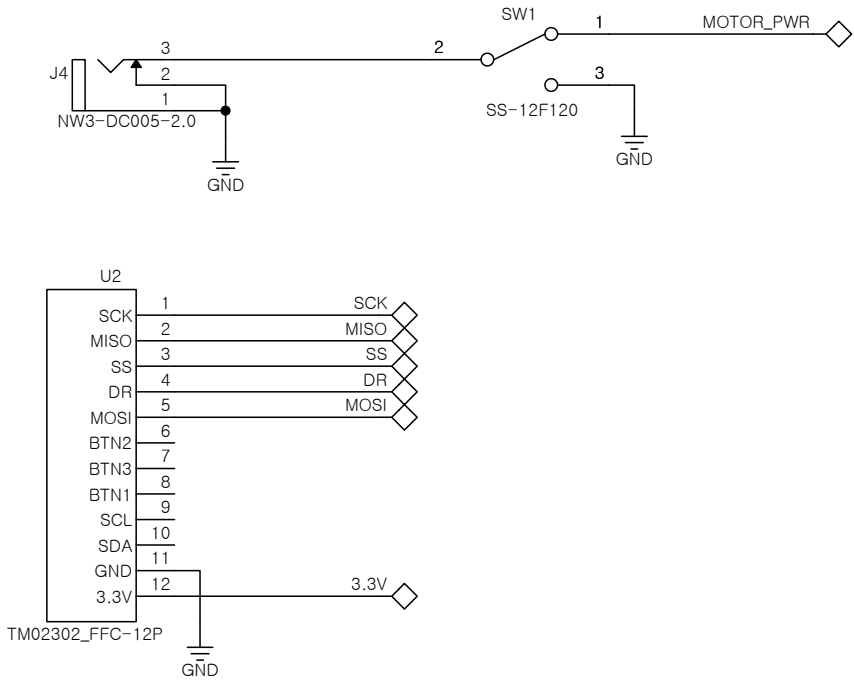 SW1
1 MOTOR_PWR
3 2
J4
2 3
1 SS-12F120
NW3-DC005-2.0
GND
GND
U2
SCK 1 SCK
MISO 2 MISO
SS 3 SS
DR 4 DR
MOSI 5 MOSI
BTN2 6
BTN3 7
BTN1 8
SCL 9
SDA 10
GND 11
3.3V 12 3.3V
TM02302_FFC-12P
GND